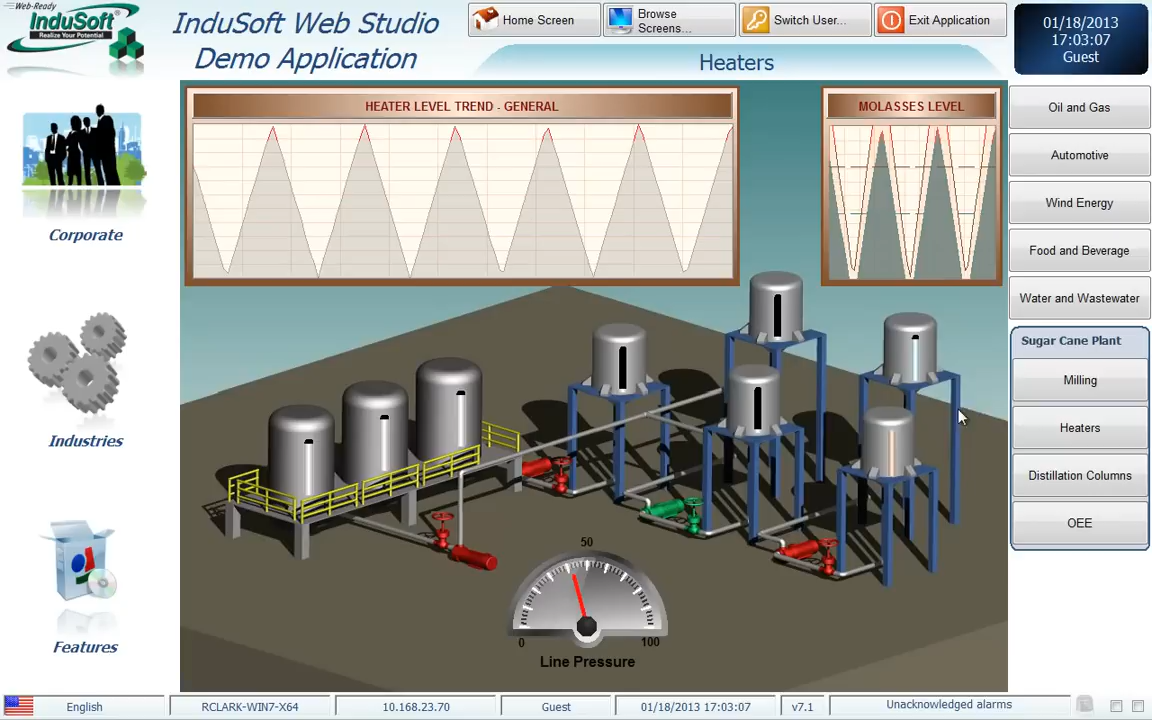 Web-Ready
InduSoft®
Realize Your Potential
InduSoft Web Studio
Demo Application
Home Screen
Browse
Screens...
Switch User...
Exit Application
01/18/2013
17:03:07
Guest
Heaters
HEATER LEVEL TREND - GENERAL
MOLASSES LEVEL
Corporate
Industries
Features
Oil and Gas
Automotive
Wind Energy
Food and Beverage
Water and Wastewater
Sugar Cane Plant
Milling
Heaters
Distillation Columns
OEE
50
0
100
Line Pressure
English
RCLARK-WIN7-X64
10.168.23.70
Guest
01/18/2013 17:03:07
v7.1
Unacknowledged alarms